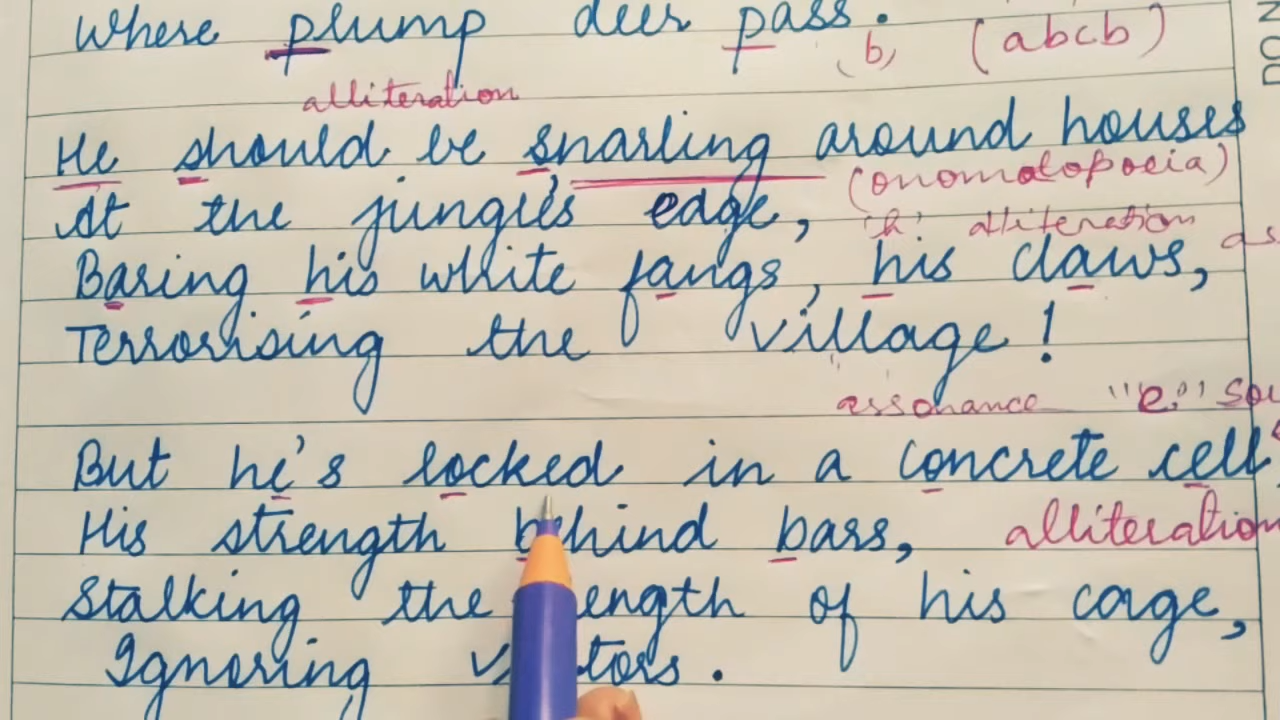 where plump deer pass.
(b) (abcb)
alliteration
He should be snarling around houses
(onomatopoeia)
At the jungle's edge,
'h' alliteration
Baring his white fangs, his claws,
Terrorising the village!
assonance "e"
But he's locked in a concrete cell,
His strength behind bars,
alliteration
Stalking the length of his cage,
Ignoring visitors.
DO N